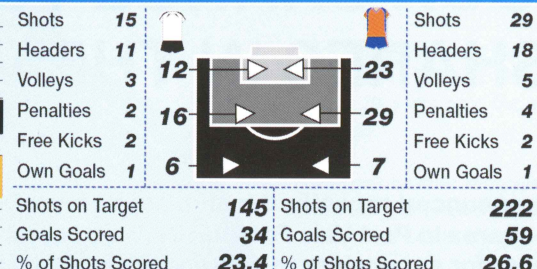 Shots 15
Headers 11
Volleys 3
Penalties 2
Free Kicks 2
Own Goals 1
12 23
16 29
6 7
Shots 29
Headers 18
Volleys 5
Penalties 4
Free Kicks 2
Own Goals 1
Shots on Target 145
Goals Scored 34
% of Shots Scored 23.4
Shots on Target 222
Goals Scored 59
% of Shots Scored 26.6